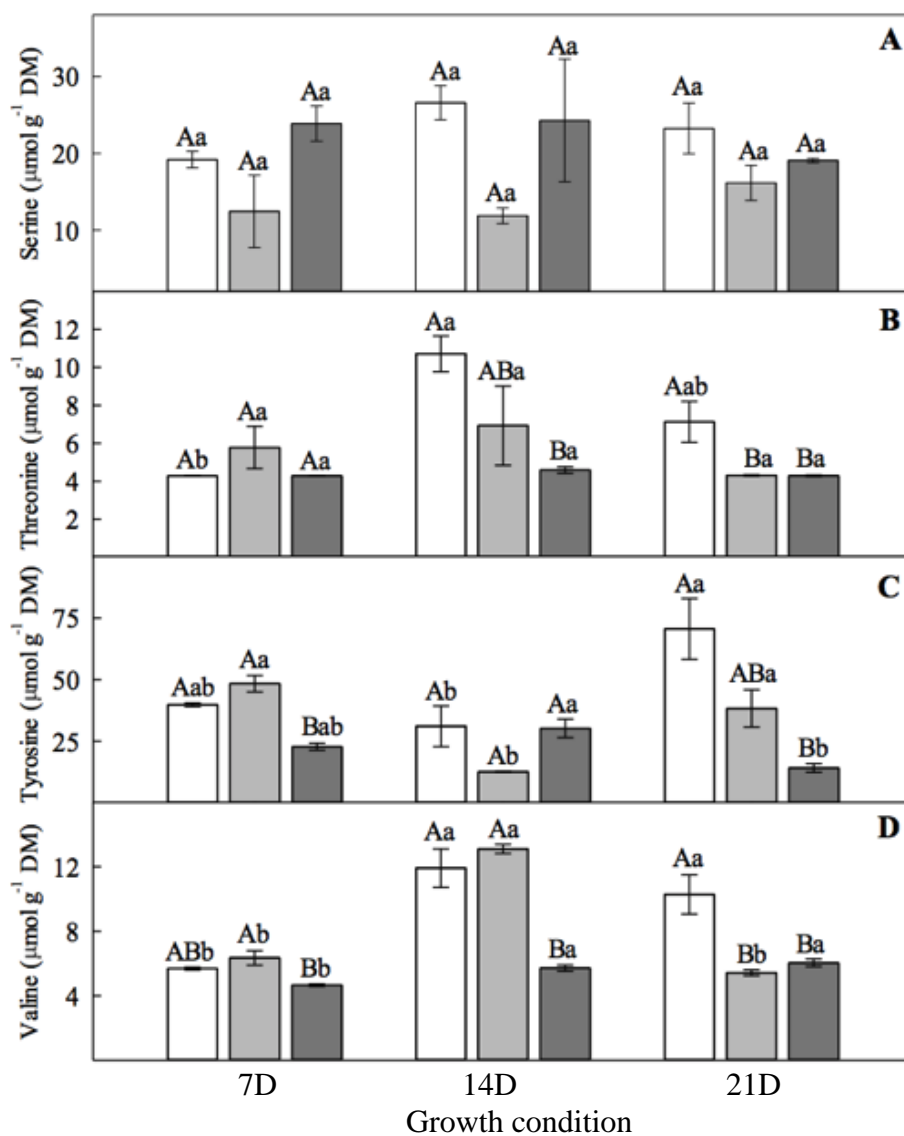 A
Serine (μmol g⁻¹ DM)
30
20
10
Aa Aa Aa Aa Aa Aa Aa Aa Aa
B
Threonine (μmol g⁻¹ DM)
12
10
8
6
4
2
Ab Aa Aa Aa ABa Ba Aab Ba Ba
C
Tyrosine (μmol g⁻¹ DM)
75
50
25
Aab Aa Bab Ab Ab Aa Aa ABa Bb
D
Valine (μmol g⁻¹ DM)
12
8
4
ABb Ab Bb Aa Aa Ba Aa Bb Ba
7D 14D 21D
Growth condition